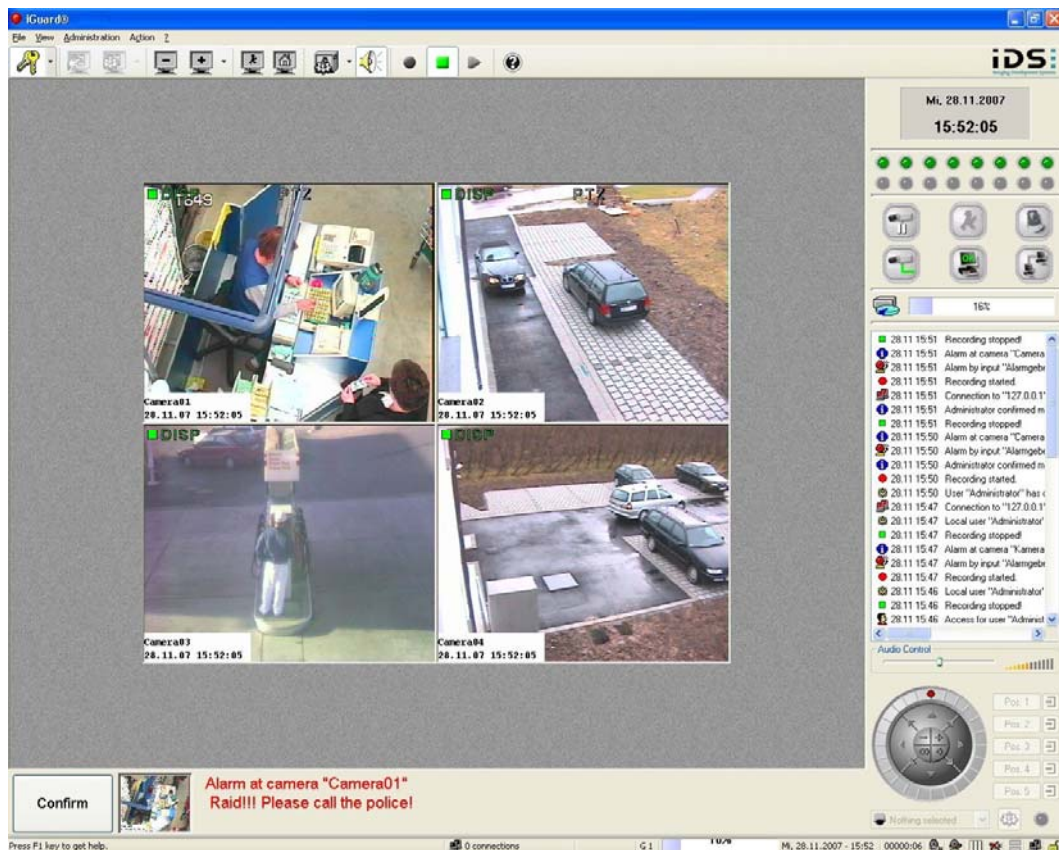 iGuard®
File View Administration Action ?
iDS:
Mi, 28.11.2007
15:52:05
DISP PTZ
T649
Camera01
28.11.07 15:52:05
DISP PTZ
Camera02
28.11.07 15:52:05
DISP
Camera03
28.11.07 15:52:05
DISP
Camera04
28.11.07 15:52:05
16%
28.11 15:51 Recording stopped!
28.11 15:51 Alarm at camera "Camera
28.11 15:51 Alarm by input "Alarmgebe
28.11 15:51 Recording started.
28.11 15:51 Connection to "127.0.0.1"
28.11 15:51 Administrator confirmed m
28.11 15:51 Recording stopped!
28.11 15:50 Alarm at camera "Camera
28.11 15:50 Alarm by input "Alarmgebe
28.11 15:50 Administrator confirmed m
28.11 15:50 Recording started.
28.11 15:50 User "Administrator" has
28.11 15:47 Connection to "127.0.0.1"
28.11 15:47 Local user "Administrator"
28.11 15:47 Recording stopped!
28.11 15:47 Alarm at camera "Kamera
28.11 15:47 Alarm by input "Alarmgebe
28.11 15:47 Recording started.
28.11 15:46 Local user "Administrator"
28.11 15:46 Recording stopped!
28.11 15:46 Access for user "Administ
Audio Control
Pos. 1
Pos. 2
Pos. 3
Pos. 4
Pos. 5
Nothing selected
Confirm
Alarm at camera "Camera01"
Raid!!! Please call the police!
Press F1 key to get help.
0 connections
G 1
Mi, 28.11.2007 - 15:52
00000:06